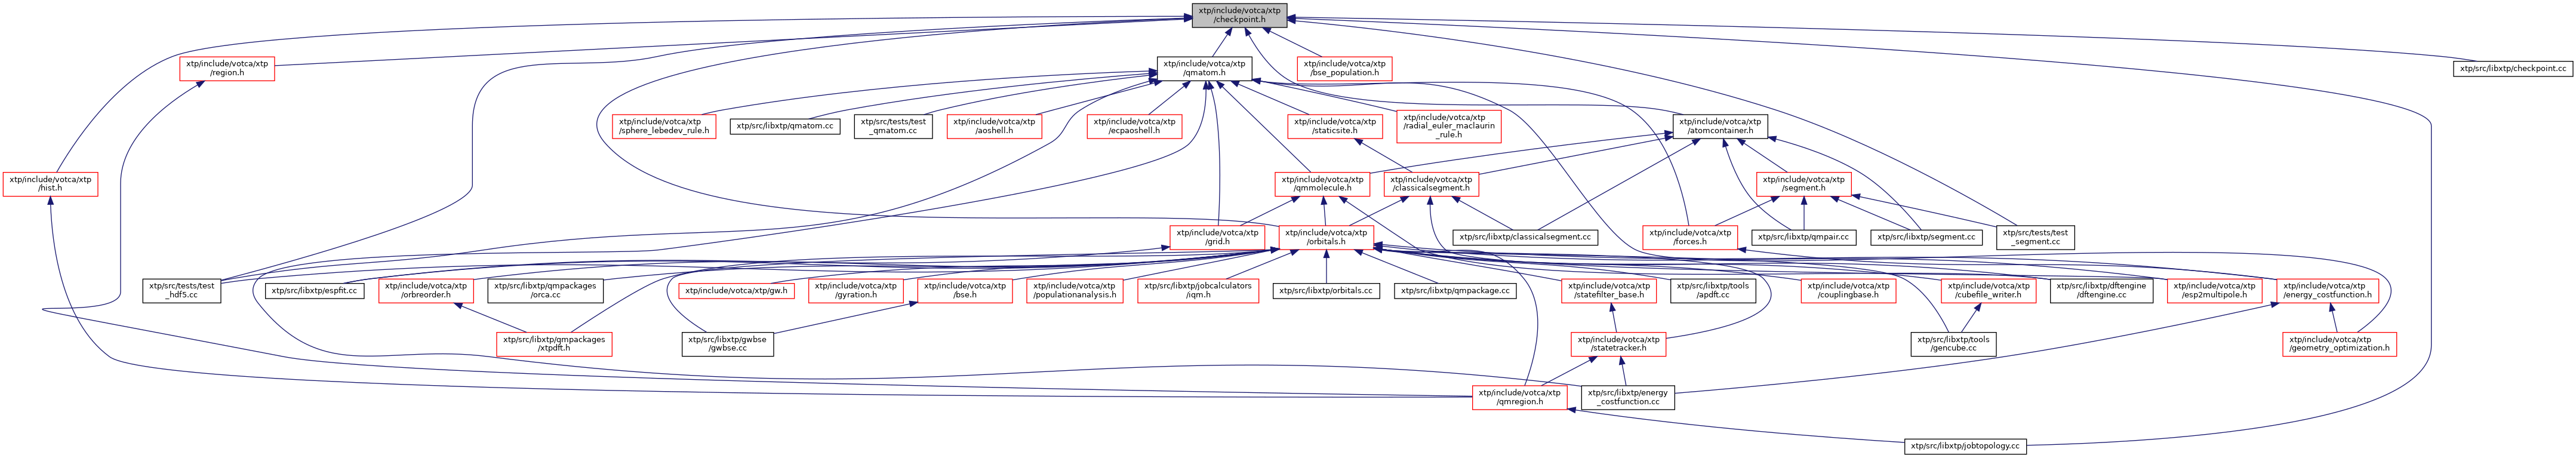 xtp/include/votca/xtp
/checkpoint.h
xtp/include/votca/xtp
/region.h
xtp/include/votca/xtp
/qmatom.h
xtp/include/votca/xtp
/bse_population.h
xtp/src/libxtp/checkpoint.cc
xtp/include/votca/xtp
/sphere_lebedev_rule.h
xtp/src/libxtp/qmatom.cc
xtp/src/tests/test
_qmatom.cc
xtp/include/votca/xtp
/aoshell.h
xtp/include/votca/xtp
/ecpaoshell.h
xtp/include/votca/xtp
/staticsite.h
xtp/include/votca/xtp
/radial_euler_maclaurin
_rule.h
xtp/include/votca/xtp
/atomcontainer.h
xtp/include/votca/xtp
/hist.h
xtp/include/votca/xtp
/qmmolecule.h
xtp/include/votca/xtp
/classicalsegment.h
xtp/include/votca/xtp
/segment.h
xtp/include/votca/xtp
/grid.h
xtp/include/votca/xtp
/orbitals.h
xtp/src/libxtp/classicalsegment.cc
xtp/include/votca/xtp
/forces.h
xtp/src/libxtp/qmpair.cc
xtp/src/libxtp/segment.cc
xtp/src/tests/test
_segment.cc
xtp/src/tests/test
_hdf5.cc
xtp/src/libxtp/espfit.cc
xtp/include/votca/xtp
/orbreorder.h
xtp/src/libxtp/qmpackages
/orca.cc
xtp/include/votca/xtp/gw.h
xtp/include/votca/xtp
/gyration.h
xtp/include/votca/xtp
/bse.h
xtp/include/votca/xtp
/populationanalysis.h
xtp/src/libxtp/jobcalculators
/iqm.h
xtp/src/libxtp/orbitals.cc
xtp/src/libxtp/qmpackage.cc
xtp/include/votca/xtp
/statefilter_base.h
xtp/src/libxtp/tools
/apdft.cc
xtp/include/votca/xtp
/couplingbase.h
xtp/include/votca/xtp
/cubefile_writer.h
xtp/src/libxtp/dftengine
/dftengine.cc
xtp/include/votca/xtp
/esp2multipole.h
xtp/include/votca/xtp
/energy_costfunction.h
xtp/src/libxtp/qmpackages
/xtpdft.h
xtp/src/libxtp/gwbse
/gwbse.cc
xtp/include/votca/xtp
/statetracker.h
xtp/src/libxtp/tools
/gencube.cc
xtp/include/votca/xtp
/geometry_optimization.h
xtp/include/votca/xtp
/qmregion.h
xtp/src/libxtp/energy
_costfunction.cc
xtp/src/libxtp/jobtopology.cc